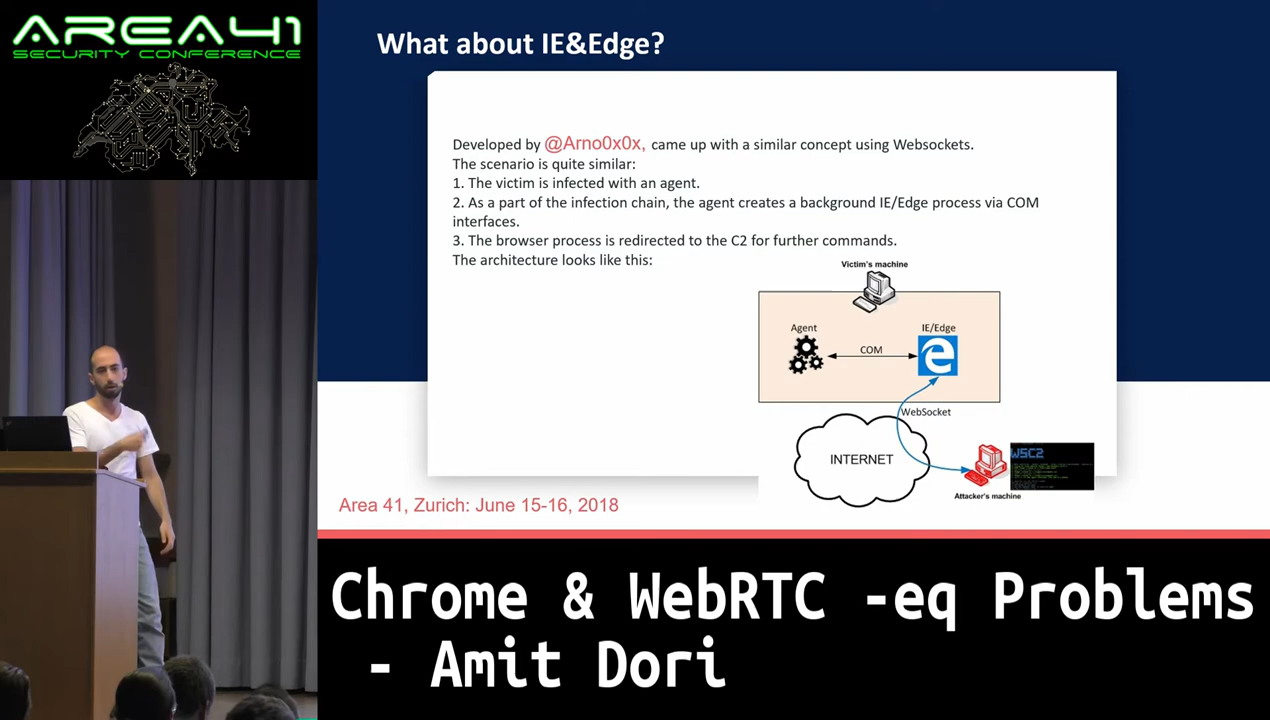 AREA41
SECURITY CONFERENCE
What about IE&Edge?
Developed by @Arno0x0x, came up with a similar concept using Websockets.
The scenario is quite similar:
1. The victim is infected with an agent.
2. As a part of the infection chain, the agent creates a background IE/Edge process via COM
interfaces.
3. The browser process is redirected to the C2 for further commands.
The architecture looks like this:
Victim's machine
Agent
IE/Edge
COM
WebSocket
INTERNET
WSC2
Attacker's machine
Area 41, Zurich: June 15-16, 2018
Chrome & WebRTC -eq Problems
- Amit Dori